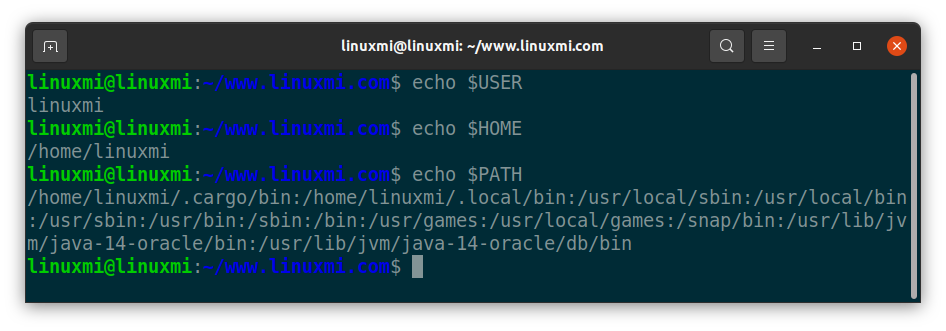 linuxmi@linuxmi: ~/www.linuxmi.com
linuxmi@linuxmi:~/www.linuxmi.com$ echo $USER
linuxmi
linuxmi@linuxmi:~/www.linuxmi.com$ echo $HOME
/home/linuxmi
linuxmi@linuxmi:~/www.linuxmi.com$ echo $PATH
/home/linuxmi/.cargo/bin:/home/linuxmi/.local/bin:/usr/local/sbin:/usr/local/bin
:/usr/sbin:/usr/bin:/sbin:/bin:/usr/games:/usr/local/games:/snap/bin:/usr/lib/jv
m/java-14-oracle/bin:/usr/lib/jvm/java-14-oracle/db/bin
linuxmi@linuxmi:~/www.linuxmi.com$